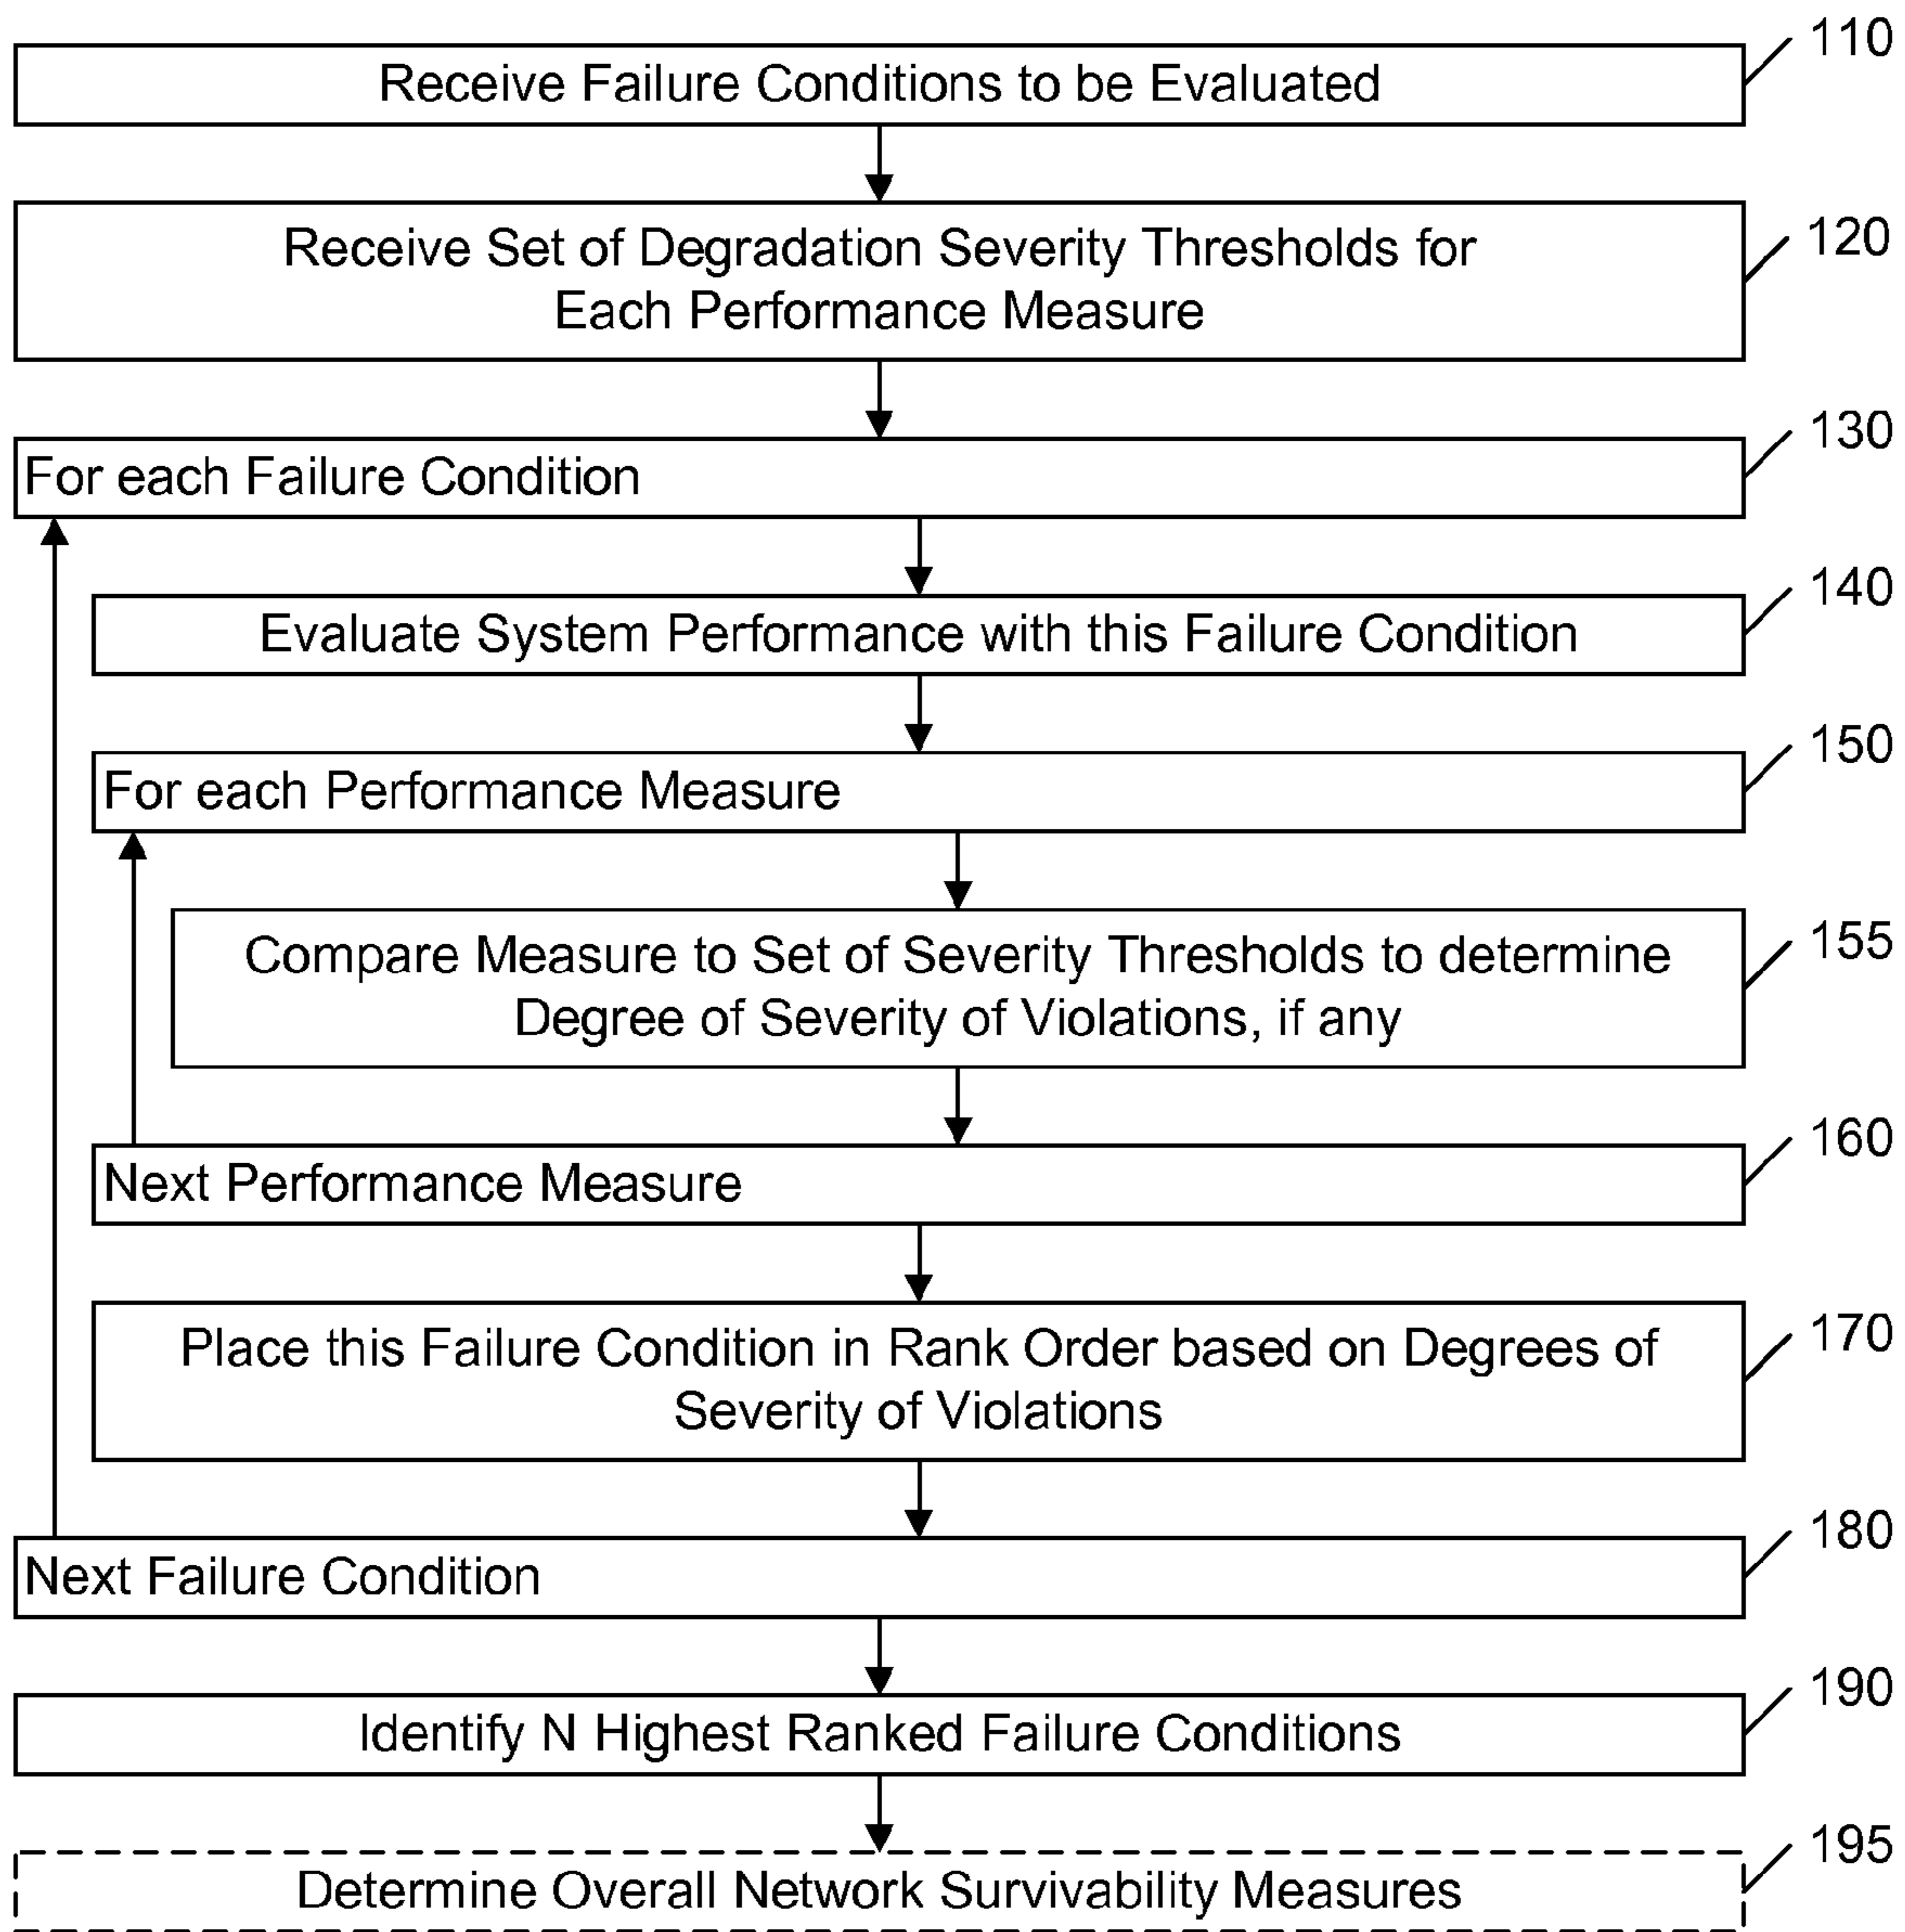 110
Receive Failure Conditions to be Evaluated
120
Receive Set of Degradation Severity Thresholds for
Each Performance Measure
130
For each Failure Condition
140
Evaluate System Performance with this Failure Condition
150
For each Performance Measure
155
Compare Measure to Set of Severity Thresholds to determine
Degree of Severity of Violations, if any
160
Next Performance Measure
170
Place this Failure Condition in Rank Order based on Degrees of
Severity of Violations
180
Next Failure Condition
190
Identify N Highest Ranked Failure Conditions
195
Determine Overall Network Survivability Measures